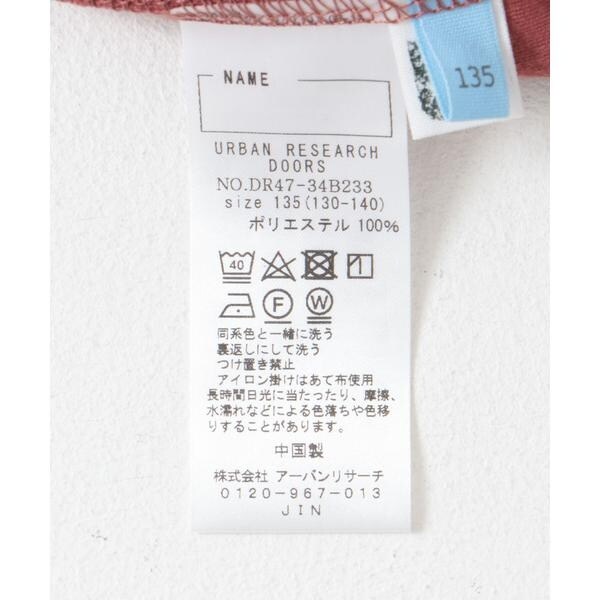 135
NAME
URBAN RESEARCH
DOORS
NO.DR47-34B233
size 135(130-140)
ポリエステル 100%
40
F W
同系色と一緒に洗う
裏返しにして洗う
つけ置き禁止
アイロン掛けはあて布使用
長時間日光に当たったり、摩擦、
水濡れなどによる色落ちや色移
りすることがあります。
中国製
株式会社 アーバンリサーチ
0120-967-013
JIN